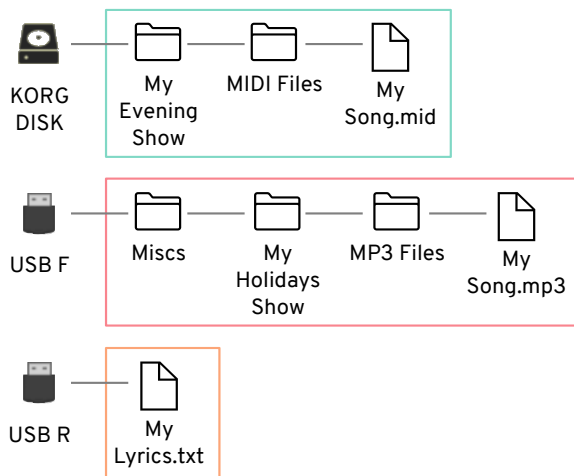 KORG
DISK
My
Evening
Show
MIDI Files
My
Song.mid
USB F
Miscs
My
Holidays
Show
MP3 Files
My
Song.mp3
USB R
My
Lyrics.txt